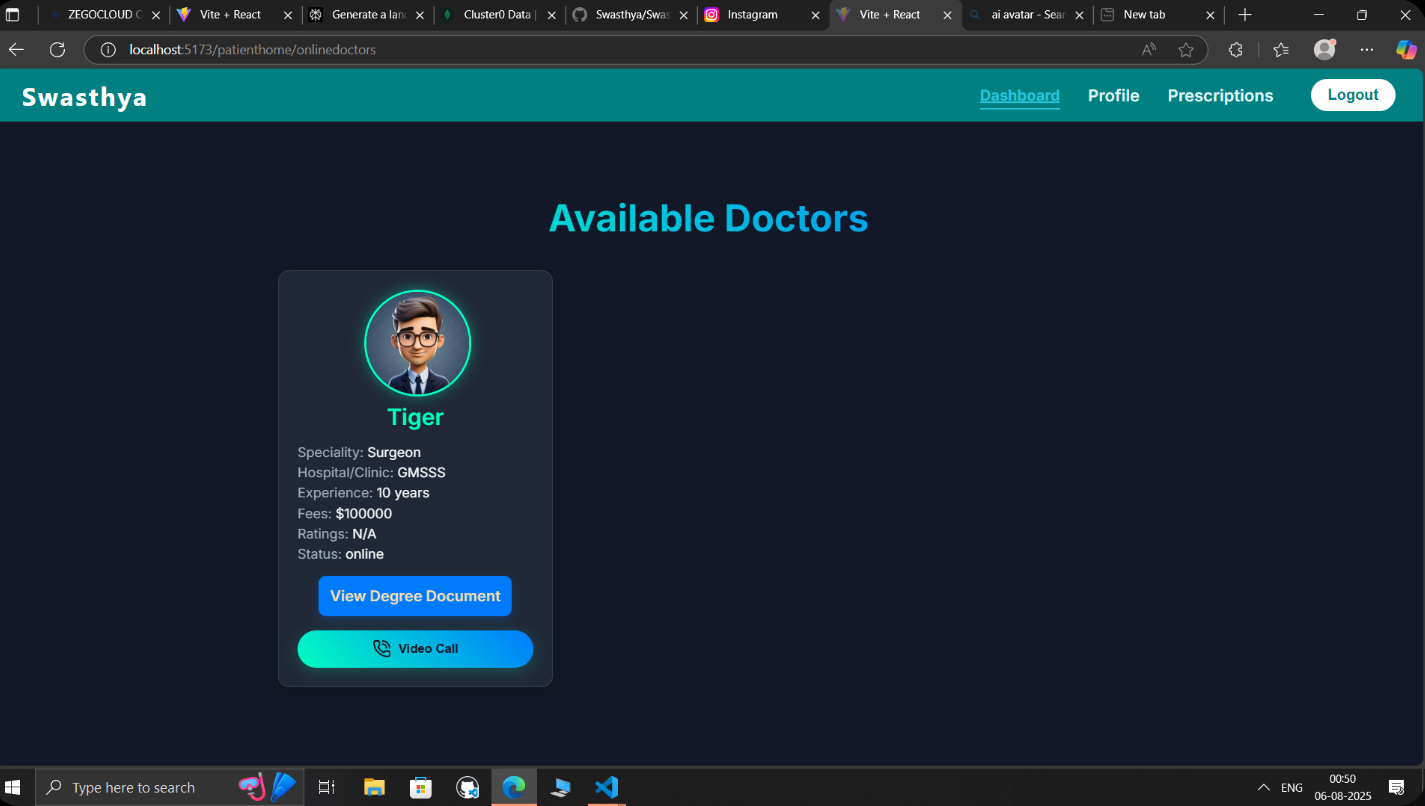 ZEGOCLOUD C
Vite + React
Generate a lan
Cluster0 Data |
Swasthya/Swas
Instagram
Vite + React
ai avatar - Sear
New tab
localhost:5173/patienthome/onlinedoctors
Swasthya
Dashboard
Profile
Prescriptions
Logout
Available Doctors
Tiger
Speciality: Surgeon
Hospital/Clinic: GMSSS
Experience: 10 years
Fees: $100000
Ratings: N/A
Status: online
View Degree Document
Video Call
Type here to search
ENG
00:50
06-08-2025